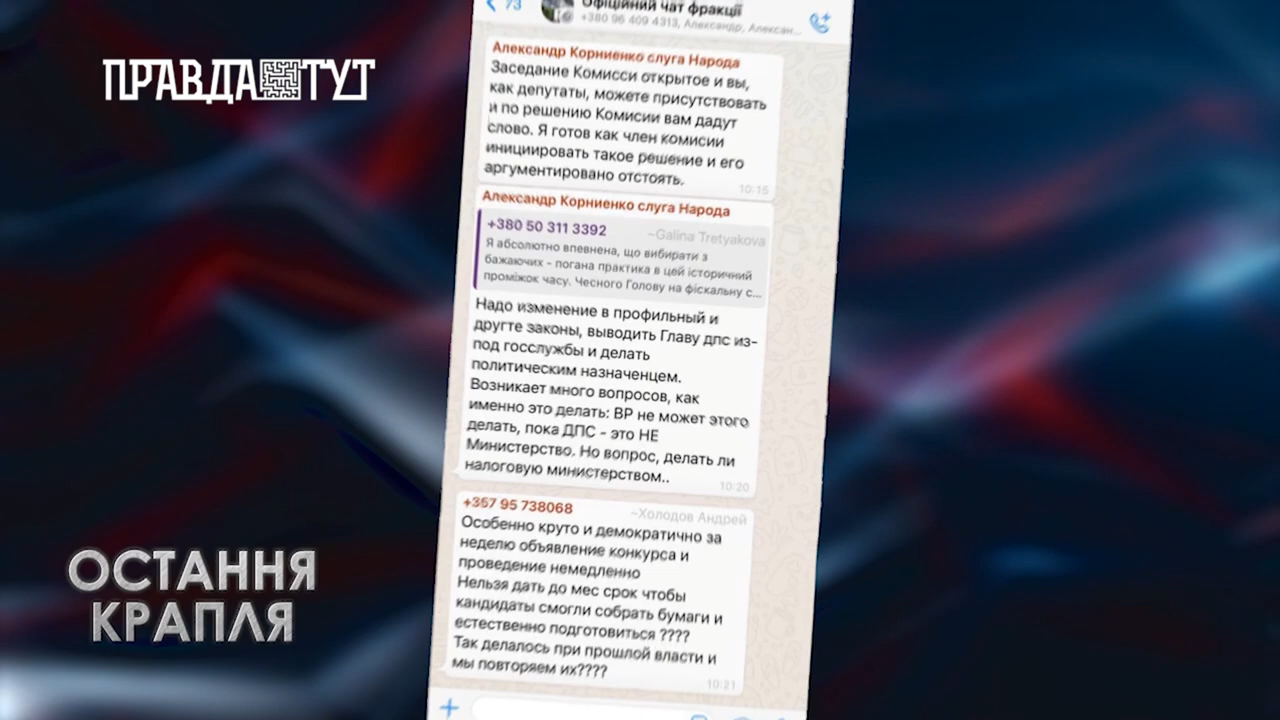 ПРАВДА ТУТ
ОСТАННЯ
КРАПЛЯ
73
Офіційний чат фракції
+380 96 409 4313, Александр, Алексан...
Александр Корниенко слуга Народа
Заседание Комисси открытое и вы,
как депутаты, можете присутствовать
и по решению Комисии вам дадут
слово. Я готов как член комисии
инициировать такое решение и его
аргументировано отстоять.
10:15
Александр Корниенко слуга Народа
+380 50 311 3392
~Galina Tretyakova
Я абсолютно впевнена, що вибирати з
бажаючих - погана практика в цей історичний
проміжок часу. Чесного Голову на фіскальну с...
Надо изменение в профильный и
другте законы, выводить Главу дпс из-
под госслужбы и делать
политическим назначенцем.
Возникает много вопросов, как
именно это делать: ВР не может этого
делать, пока ДПС - это НЕ
Министерство. Но вопрос, делать ли
налоговую министерством..
10:20
+357 95 738068
~Холодов Андрей
Особенно круто и демократично за
неделю объявление конкурса и
проведение немедленно
Нельзя дать до мес срок чтобы
кандидаты смогли собрать бумаги и
естественно подготовиться ????
Так делалось при прошлой власти и
мы повторяем их????
10:21